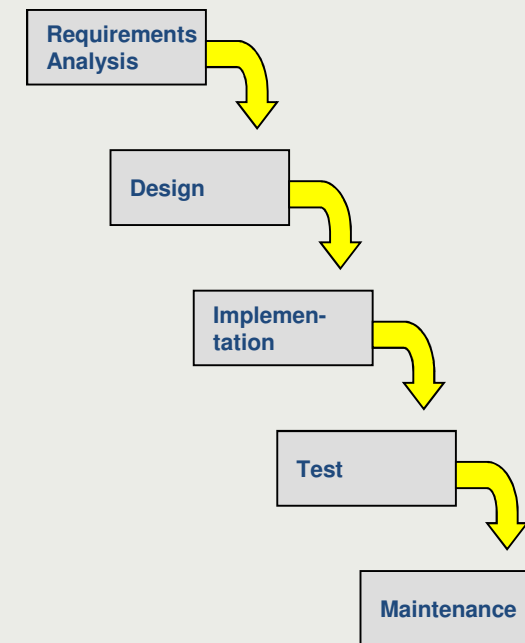 Requirements
Analysis
Design
Implemen-
tation
Test
Maintenance